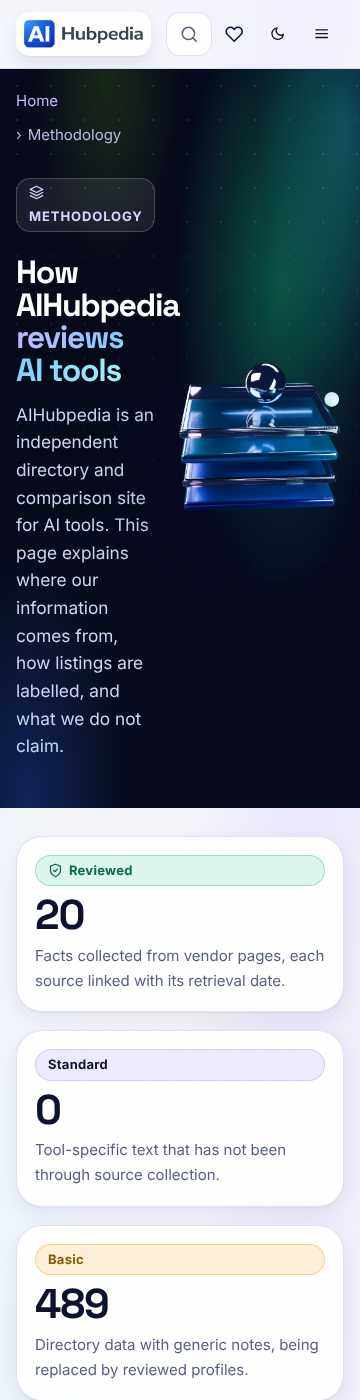 AI Hubpedia
Home
› Methodology
METHODOLOGY
How
AIHubpedia
reviews
AI tools
AIHubpedia is an
independent
directory and
comparison site
for AI tools. This
page explains
where our
information
comes from,
how listings are
labelled, and
what we do not
claim.
Reviewed
20
Facts collected from vendor pages, each
source linked with its retrieval date.
Standard
0
Tool-specific text that has not been
through source collection.
Basic
489
Directory data with generic notes, being
replaced by reviewed profiles.